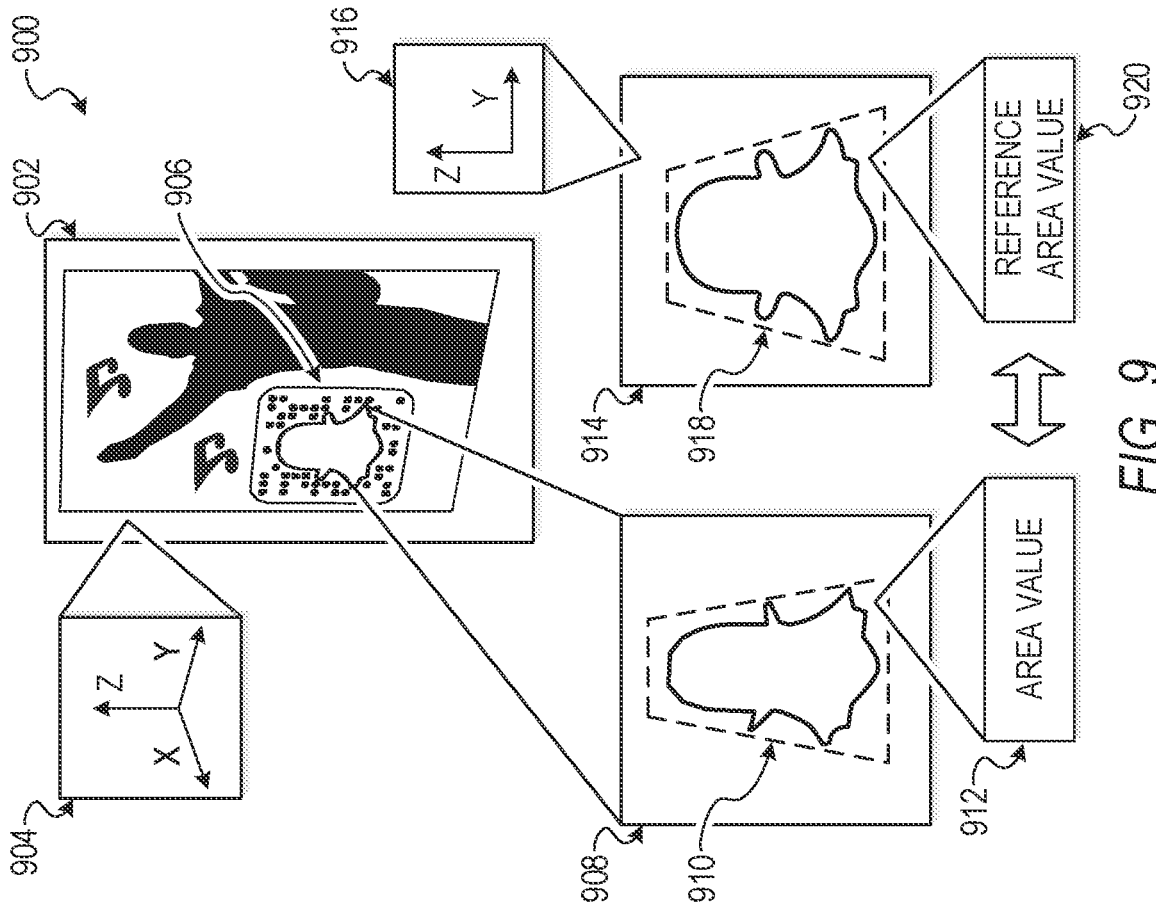 900
902
906
904
X
Y
Z
916
Z
Y
908
910
914
918
AREA VALUE
912
REFERENCE
AREA VALUE
920
FIG. 9